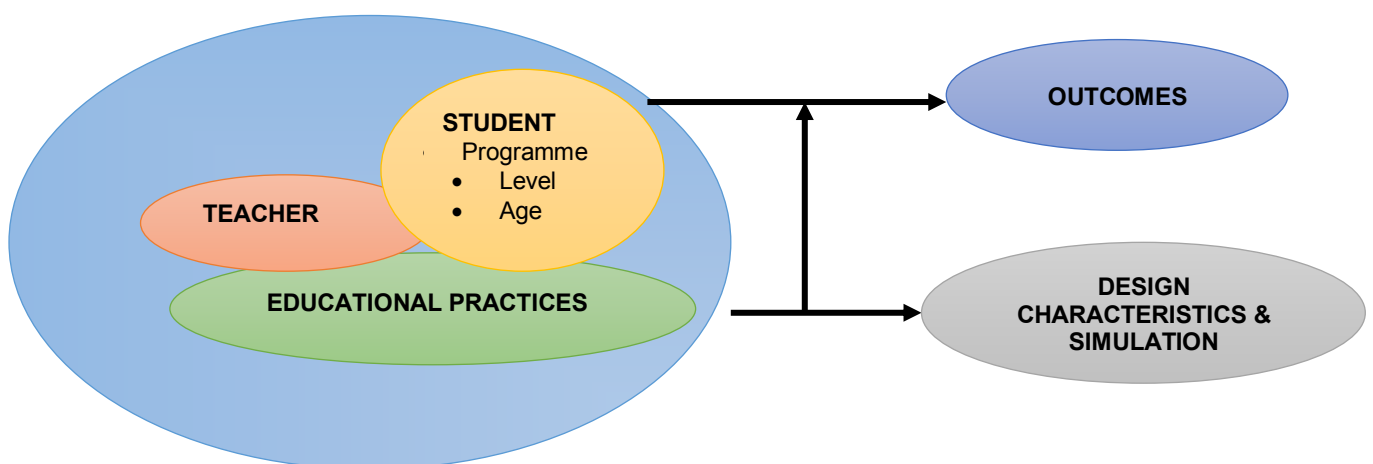 STUDENT
Programme
• Level
• Age
TEACHER
EDUCATIONAL PRACTICES
OUTCOMES
DESIGN
CHARACTERISTICS &
SIMULATION